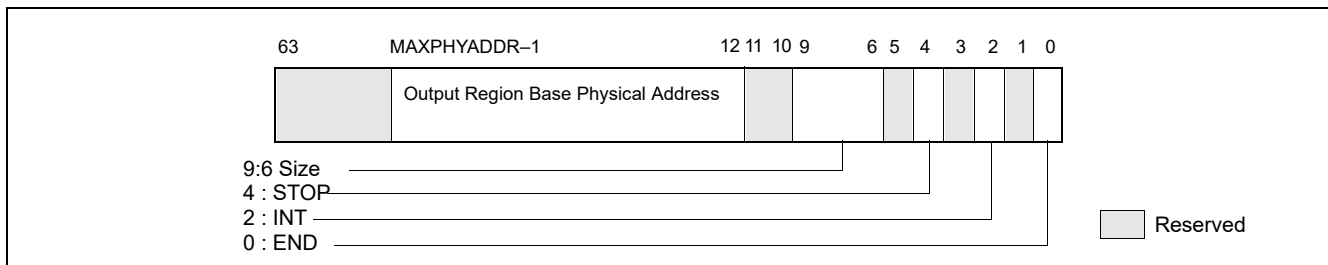 63 MAXPHYADDR–1 12 11 10 9 6 5 4 3 2 1 0
Output Region Base Physical Address
9:6 Size
4 : STOP
2 : INT
0 : END
Reserved